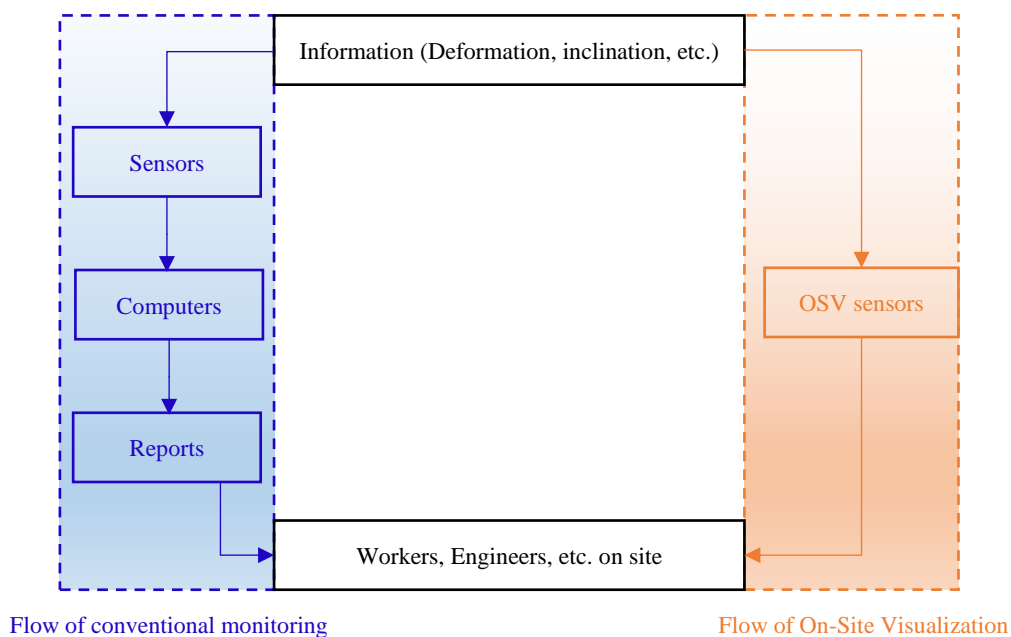 Information (Deformation, inclination, etc.)
Sensors
Computers
OSV sensors
Reports
Workers, Engineers, etc. on site
Flow of conventional monitoring
Flow of On-Site Visualization